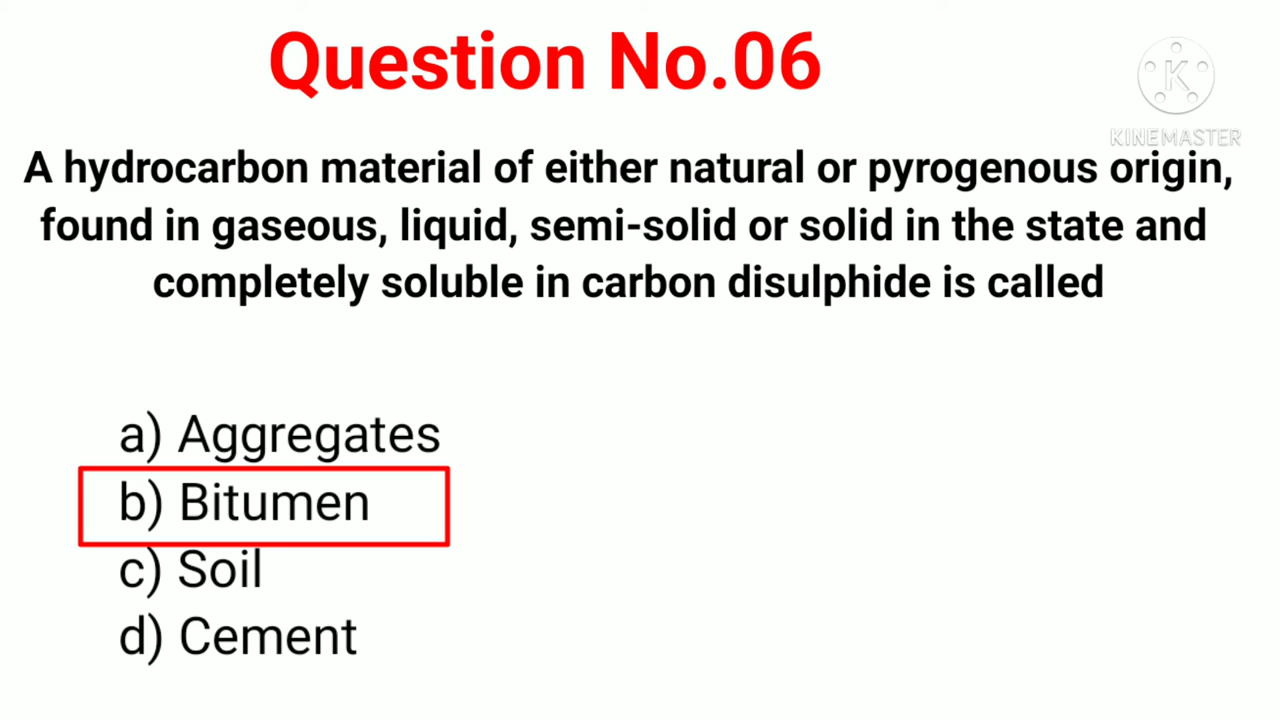 Question No.06
K
KINEMASTER
A hydrocarbon material of either natural or pyrogenous origin,
found in gaseous, liquid, semi-solid or solid in the state and
completely soluble in carbon disulphide is called
a) Aggregates
b) Bitumen
c) Soil
d) Cement